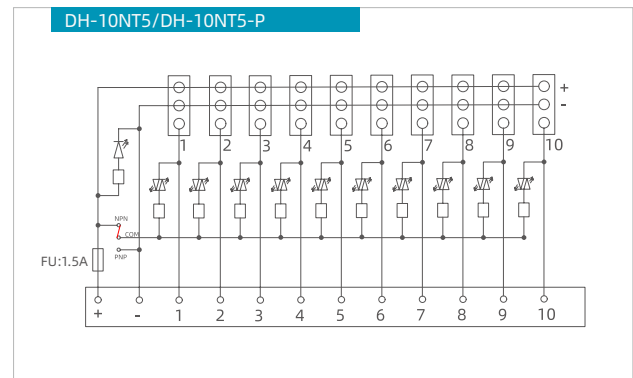 DH-10NT5/DH-10NT5-P
+
-
1 2 3 4 5 6 7 8 9 10
NPN
COM
PNP
FU:1.5A
+ - 1 2 3 4 5 6 7 8 9 10